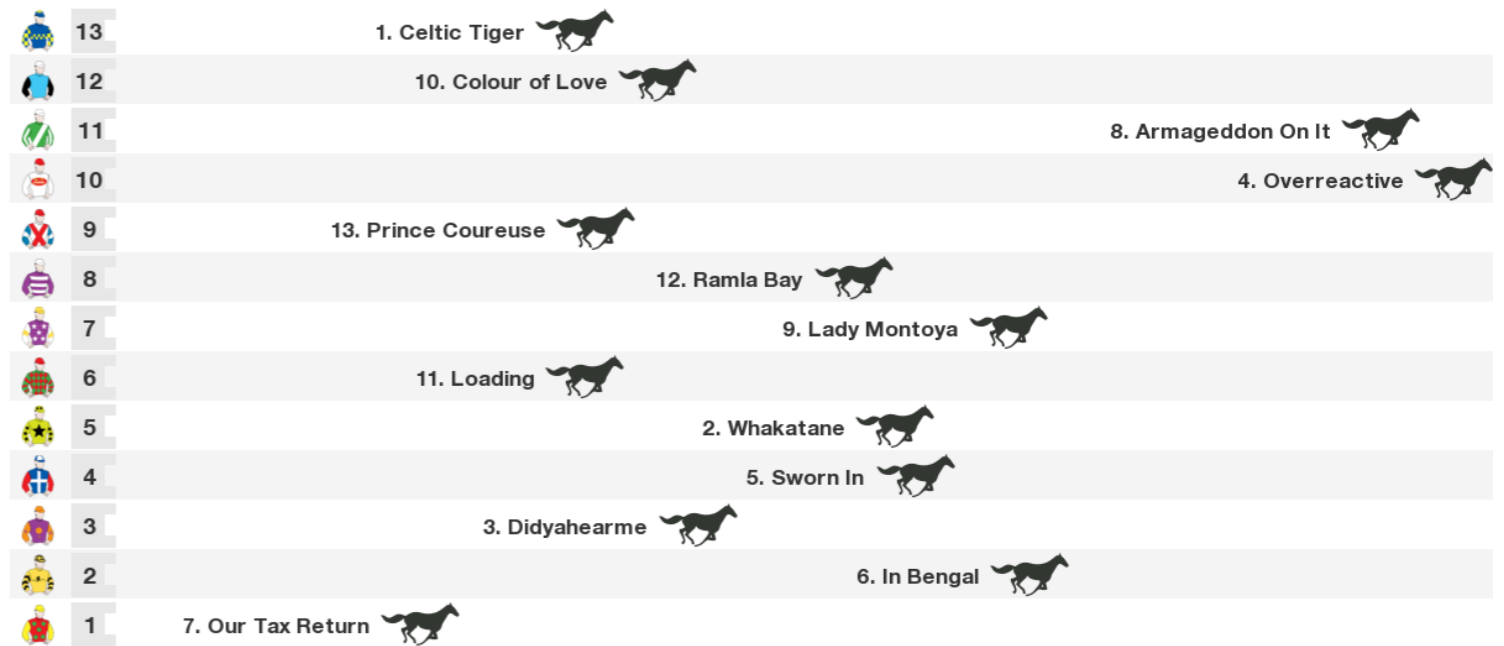 13 1. Celtic Tiger
12 10. Colour of Love
11 8. Armageddon On It
10 4. Overreactive
9 13. Prince Coureuse
8 12. Ramla Bay
7 9. Lady Montoya
6 11. Loading
5 2. Whakatane
4 5. Sworn In
3 3. Didyahearme
2 6. In Bengal
1 7. Our Tax Return